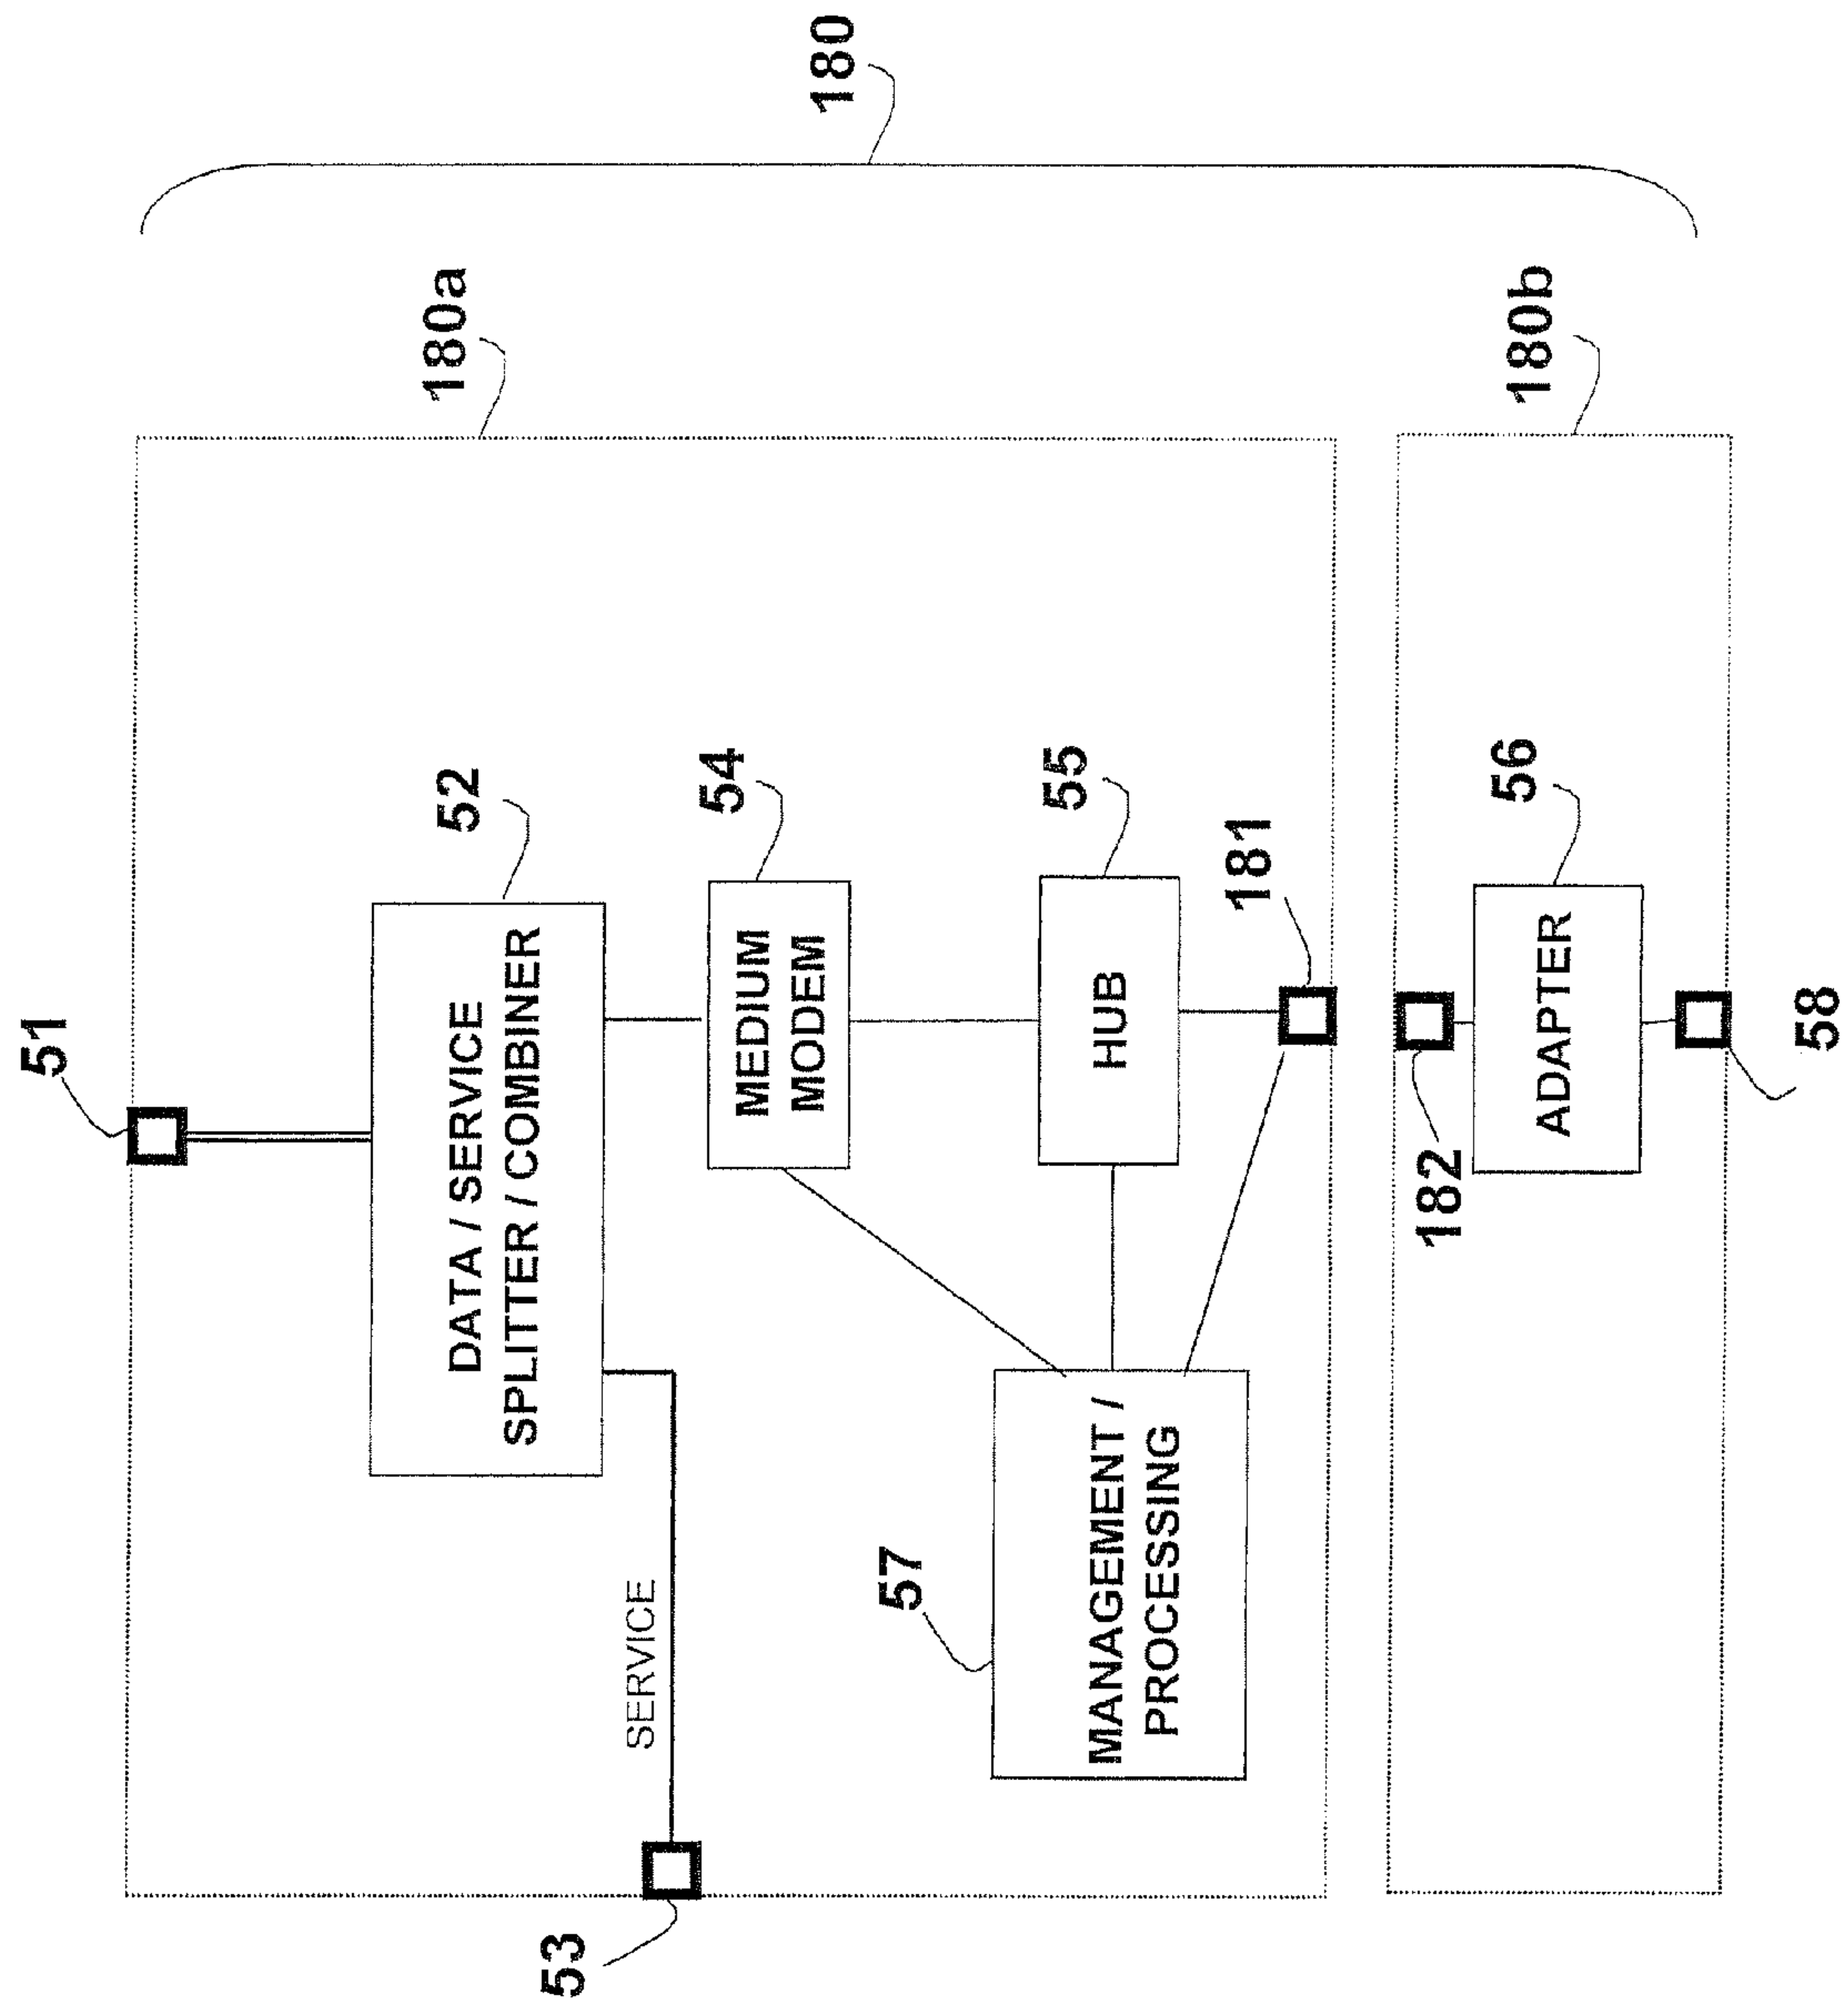 180
180a
180b
51
52
DATA / SERVICE
SPLITTER / COMBINER
54
MEDIUM
MODEM
55
HUB
181
SERVICE
53
57
MANAGEMENT /
PROCESSING
182
56
ADAPTER
58